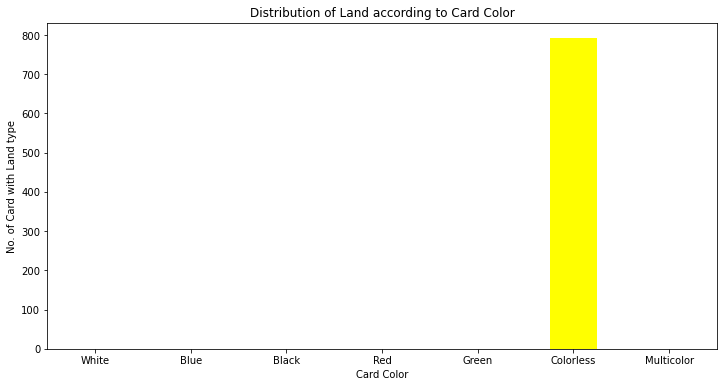 Distribution of Land according to Card Color
No. of Card with Land type
800
700
600
500
400
300
200
100
0
White Blue Black Red Green Colorless Multicolor
Card Color